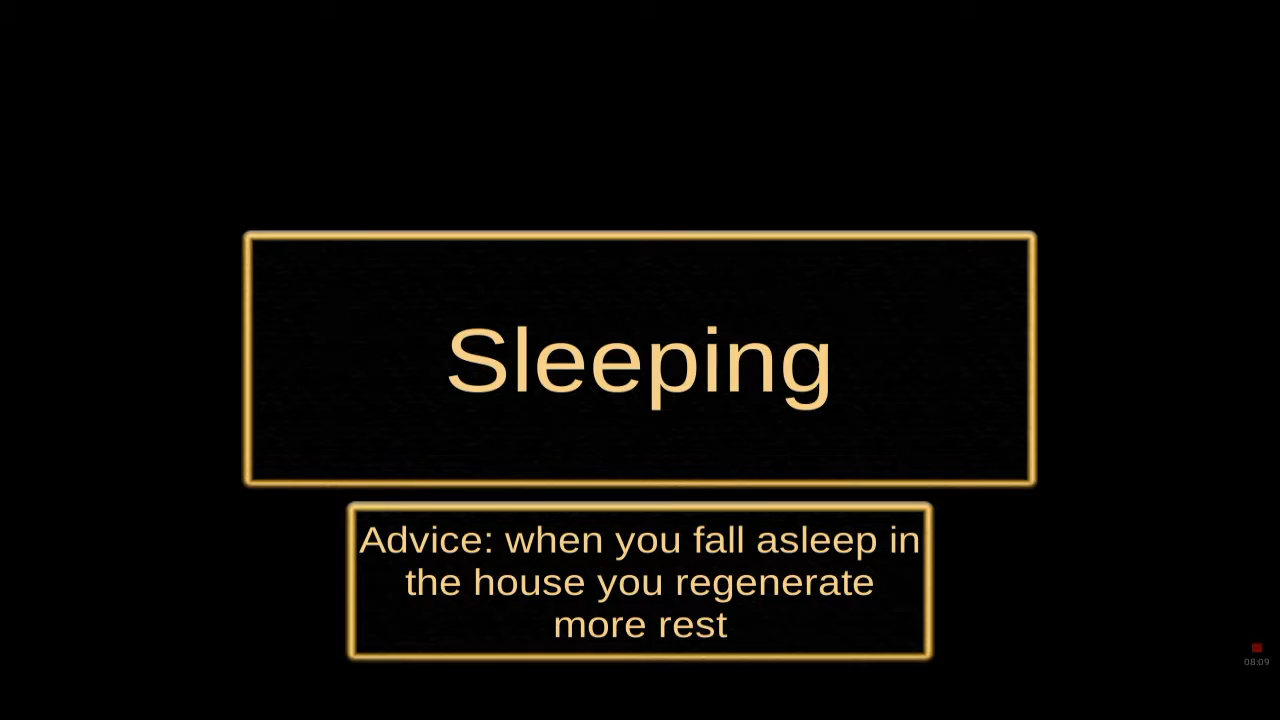 Sleeping
Advice: when you fall asleep in
the house you regenerate
more rest
08:09